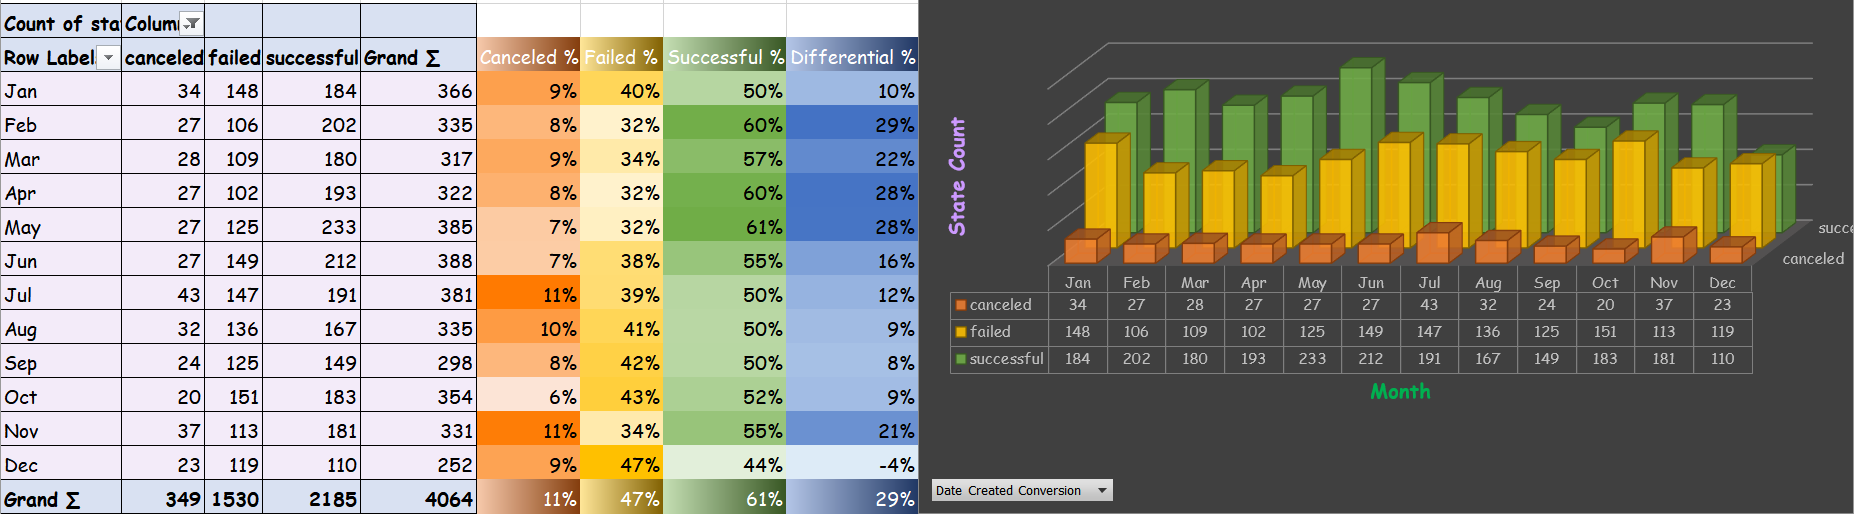 Count of sta Colum
Row Label canceled failed successful Grand Σ Canceled % Failed % Successful % Differential %
Jan 34 148 184 366 9% 40% 50% 10%
Feb 27 106 202 335 8% 32% 60% 29%
Mar 28 109 180 317 9% 34% 57% 22%
Apr 27 102 193 322 8% 32% 60% 28%
May 27 125 233 385 7% 32% 61% 28%
Jun 27 149 212 388 7% 38% 55% 16%
Jul 43 147 191 381 11% 39% 50% 12%
Aug 32 136 167 335 10% 41% 50% 9%
Sep 24 125 149 298 8% 42% 50% 8%
Oct 20 151 183 354 6% 43% 52% 9%
Nov 37 113 181 331 11% 34% 55% 21%
Dec 23 119 110 252 9% 47% 44% -4%
Grand Σ 349 1530 2185 4064 11% 47% 61% 29%
State Count
succe
canceled
Jan Feb Mar Apr May Jun Jul Aug Sep Oct Nov Dec
canceled 34 27 28 27 27 27 43 32 24 20 37 23
failed 148 106 109 102 125 149 147 136 125 151 113 119
successful 184 202 180 193 233 212 191 167 149 183 181 110
Month
Date Created Conversion